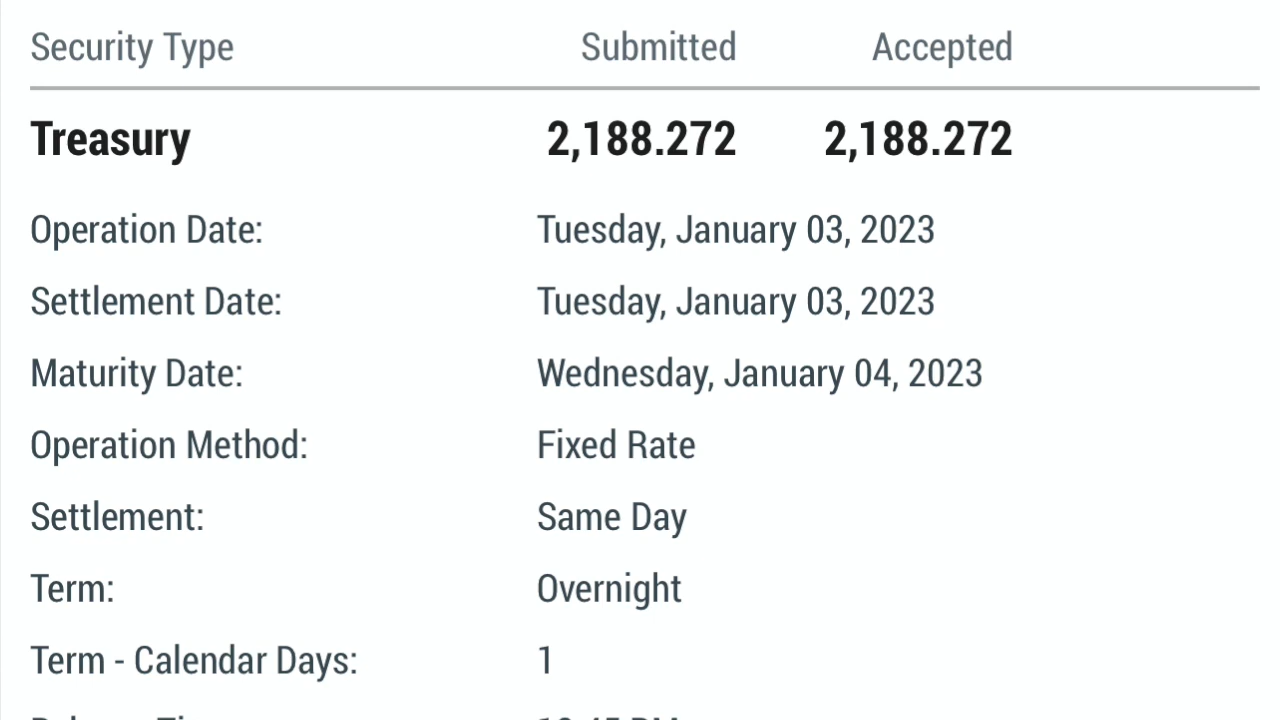 Security Type Submitted Accepted
Treasury 2,188.272 2,188.272
Operation Date: Tuesday, January 03, 2023
Settlement Date: Tuesday, January 03, 2023
Maturity Date: Wednesday, January 04, 2023
Operation Method: Fixed Rate
Settlement: Same Day
Term: Overnight
Term - Calendar Days: 1